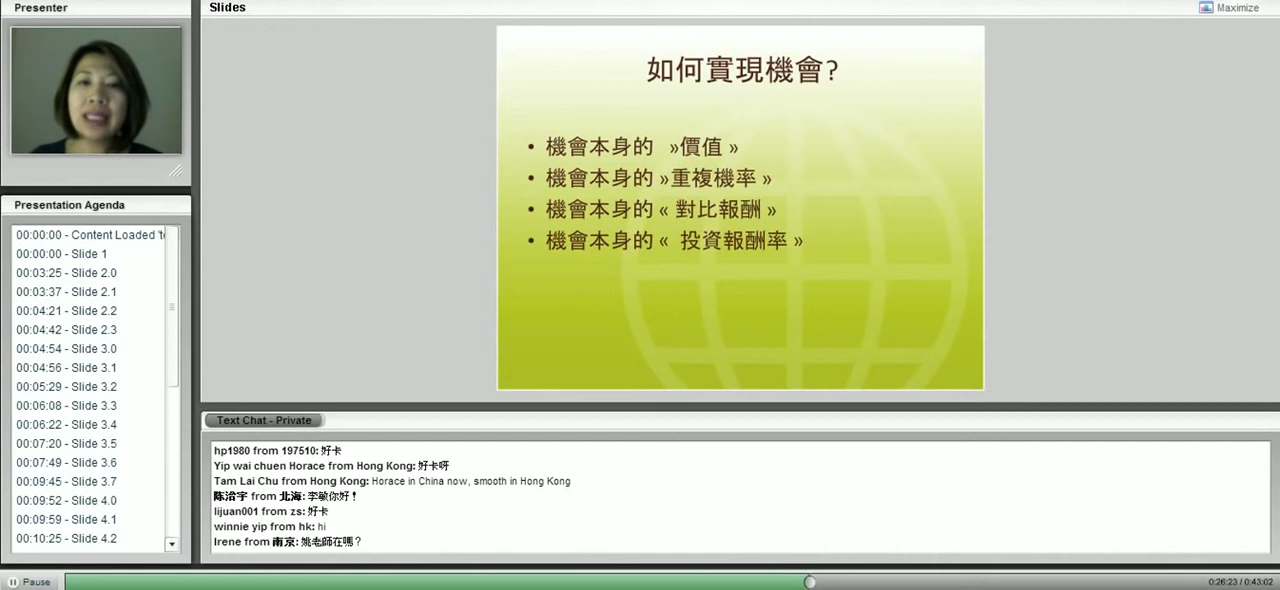 Presenter
Slides
Maximize
如何實現機會?
• 機會本身的 »價值 »
• 機會本身的 »重複機率 »
• 機會本身的 « 對比報酬 »
• 機會本身的 « 投資報酬率 »
Presentation Agenda
00:00:00 - Content Loaded 'te
00:00:00 - Slide 1
00:03:25 - Slide 2.0
00:03:37 - Slide 2.1
00:04:21 - Slide 2.2
00:04:42 - Slide 2.3
00:04:54 - Slide 3.0
00:04:56 - Slide 3.1
00:05:29 - Slide 3.2
00:06:08 - Slide 3.3
00:06:22 - Slide 3.4
00:07:20 - Slide 3.5
00:07:49 - Slide 3.6
00:09:45 - Slide 3.7
00:09:52 - Slide 4.0
00:09:59 - Slide 4.1
00:10:25 - Slide 4.2
Text Chat - Private
hp1980 from 197510: 好卡
Yip wai chuen Horace from Hong Kong: 好卡呀
Tam Lai Chu from Hong Kong: Horace in China now, smooth in Hong Kong
陈洽宇 from 北海: 李敏你好！
lijuan001 from zs: 好卡
winnie yip from hk: hi
Irene from 南京: 姚老師在嗎？
Pause
0:26:23 / 0:43:02